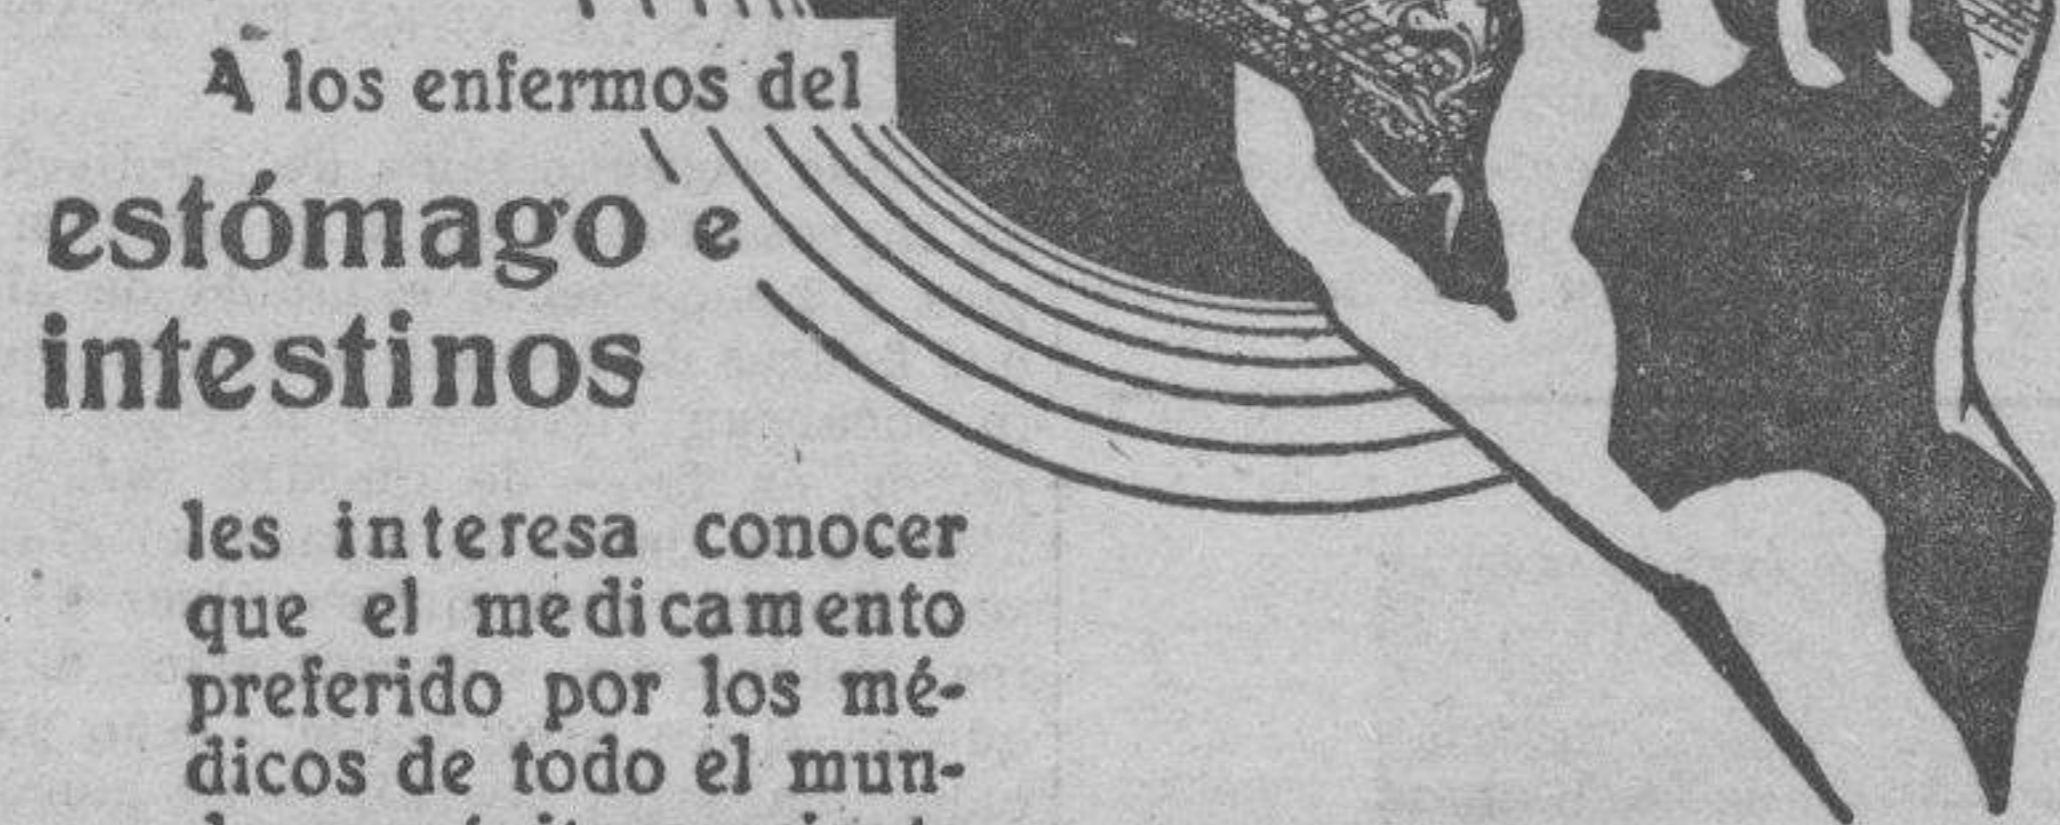 A los enfermos del
estómago e
intestinos
les interesa conocer
que el medicamento
preferido por los mé-
dicos de todo el mun-